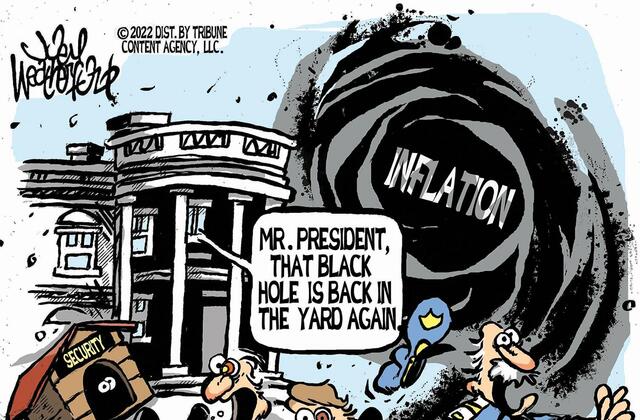 © 2022 DIST. BY TRIBUNE
CONTENT AGENCY, LLC.
INFLATION
MR. PRESIDENT,
THAT BLACK
HOLE IS BACK IN
THE YARD AGAIN
SECURITY